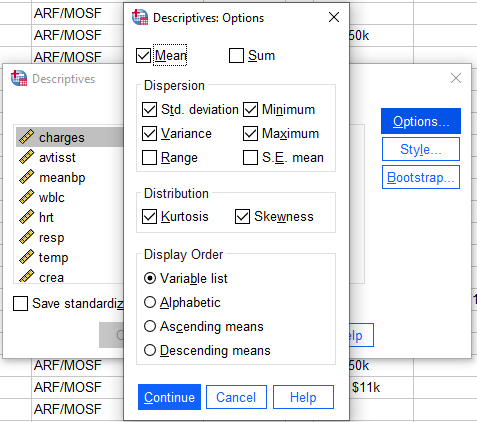 ARF/MOSF
Descriptives: Options
ARF/MOSF
50k
ARF/MOSF
Mean
Sum
Descriptives
Dispersion
Std. deviation
Minimum
Variance
Maximum
Range
S.E. mean
charges
avtisst
meanbp
wblc
hrt
resp
temp
crea
Options...
Style...
Bootstrap...
Distribution
Kurtosis
Skewness
Display Order
Variable list
Alphabetic
Ascending means
Descending means
Save standardiz
elp
ARF/MOSF
50k
ARF/MOSF
$11k
ARF/MOSF
Continue
Cancel
Help